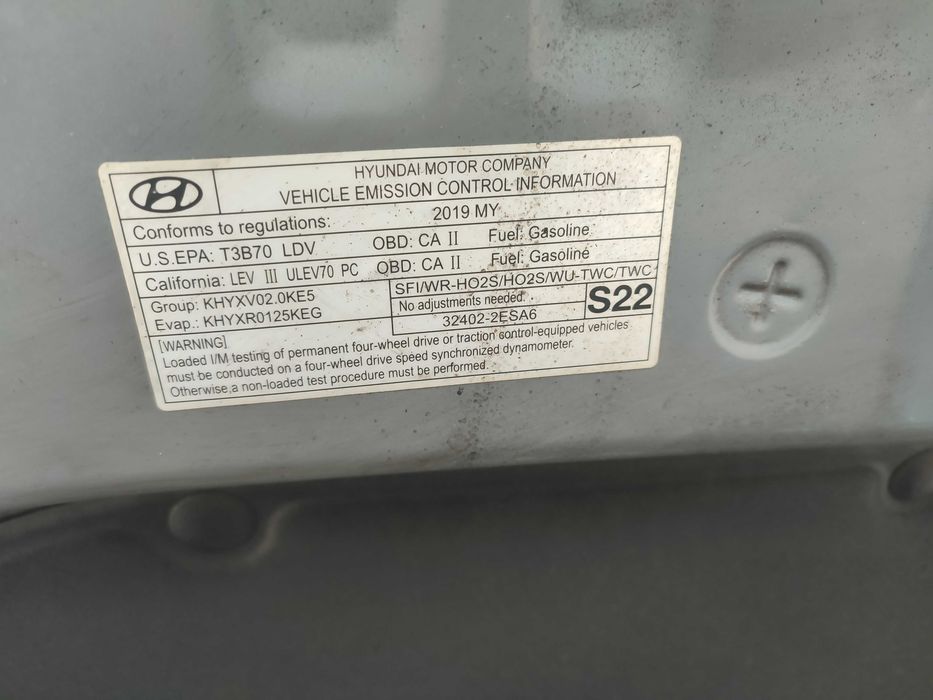 HYUNDAI MOTOR COMPANY
VEHICLE EMISSION CONTROL INFORMATION
Conforms to regulations: 2019 MY
U.S.EPA: T3B70 LDV OBD: CA II Fuel: Gasoline
California: LEV III ULEV70 PC OBD: CA II Fuel: Gasoline
Group: KHYXV02.0KE5
Evap.: KHYXR0125KEG
SFI/WR-HO2S/HO2S/WU-TWC/TWC
No adjustments needed.
32402-2ESA6
S22
[WARNING]
Loaded I/M testing of permanent four-wheel drive or traction control-equipped vehicles
must be conducted on a four-wheel drive speed synchronized dynamometer.
Otherwise,a non-loaded test procedure must be performed.